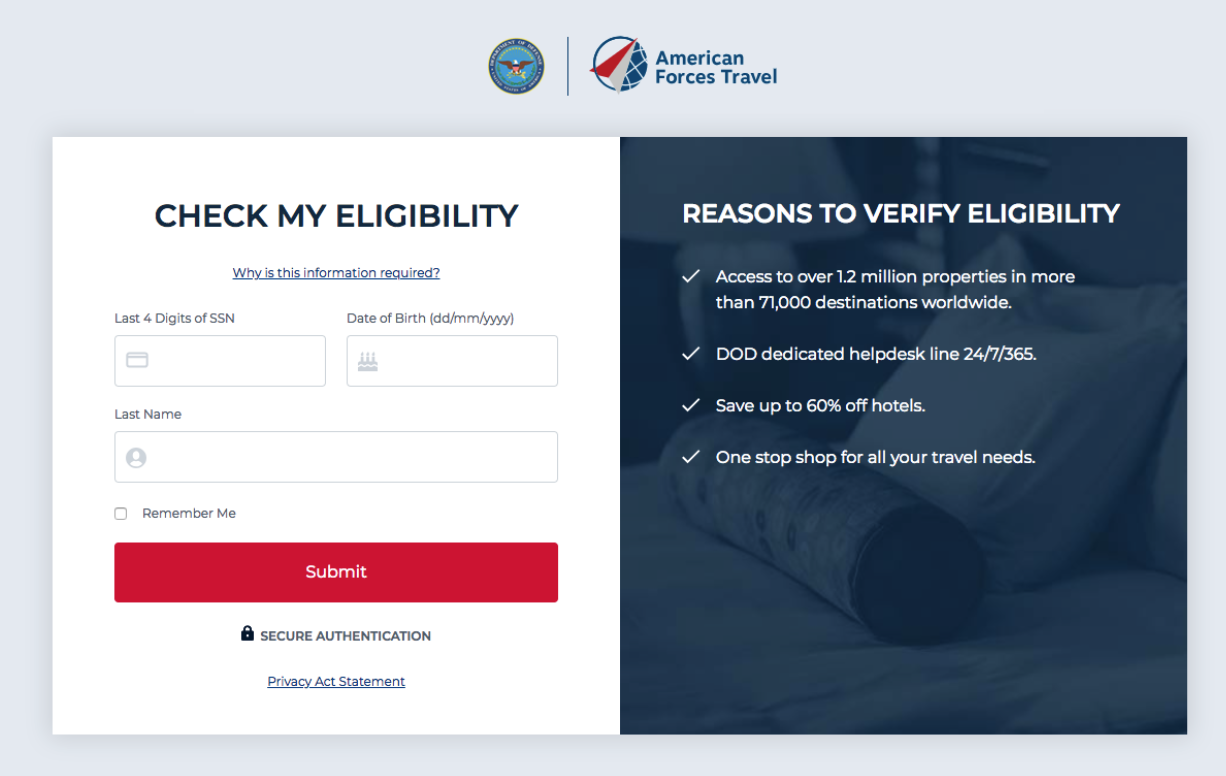 American
Forces Travel
CHECK MY ELIGIBILITY
Why is this information required?
Last 4 Digits of SSN
Date of Birth (dd/mm/yyyy)
Last Name
Remember Me
Submit
SECURE AUTHENTICATION
Privacy Act Statement
REASONS TO VERIFY ELIGIBILITY
Access to over 1.2 million properties in more
than 71,000 destinations worldwide.
DOD dedicated helpdesk line 24/7/365.
Save up to 60% off hotels.
One stop shop for all your travel needs.